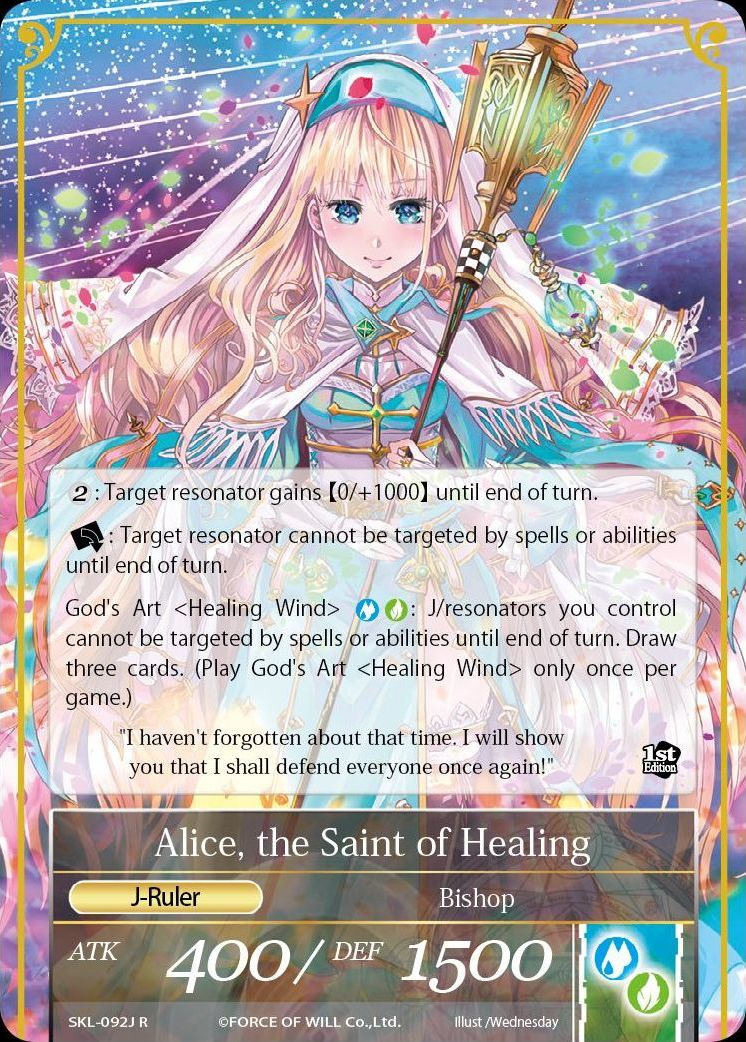 2 : Target resonator gains 【0/+1000】 until end of turn.
: Target resonator cannot be targeted by spells or abilities
until end of turn.
God's Art <Healing Wind> : J/resonators you control
cannot be targeted by spells or abilities until end of turn. Draw
three cards. (Play God's Art <Healing Wind> only once per
game.)
"I haven't forgotten about that time. I will show
you that I shall defend everyone once again!"
1st
Edition
Alice, the Saint of Healing
J-Ruler
Bishop
ATK 400 / DEF 1500
SKL-092J R ©FORCE OF WILL Co.,Ltd. Illust /Wednesday